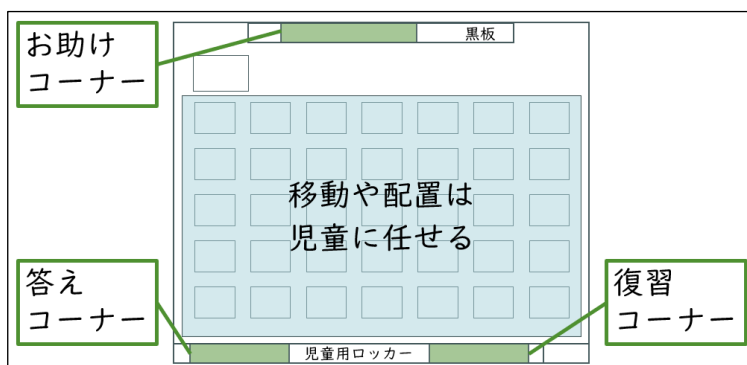 お助け
コーナー
黒板
移動や配置は
児童に任せる
答え
コーナー
児童用ロッカー
復習
コーナー